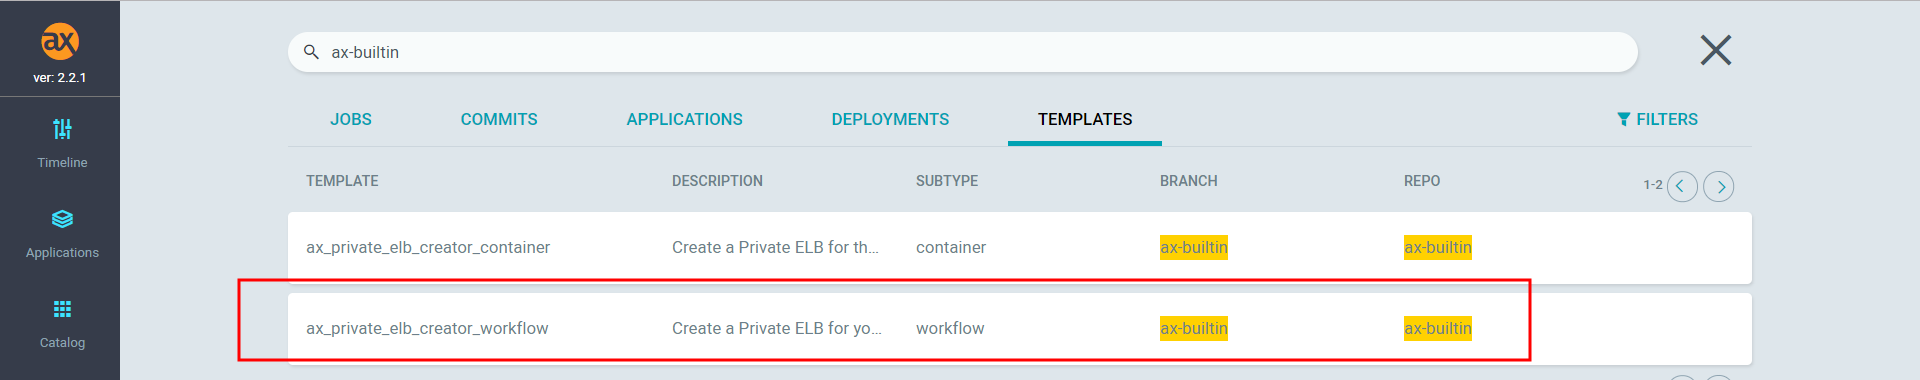 ax
ver: 2.2.1
Timeline
Applications
Catalog
ax-builtin
JOBS COMMITS APPLICATIONS DEPLOYMENTS TEMPLATES FILTERS
TEMPLATE DESCRIPTION SUBTYPE BRANCH REPO 1-2
ax_private_elb_creator_container Create a Private ELB for th... container ax-builtin ax-builtin
ax_private_elb_creator_workflow Create a Private ELB for yo... workflow ax-builtin ax-builtin